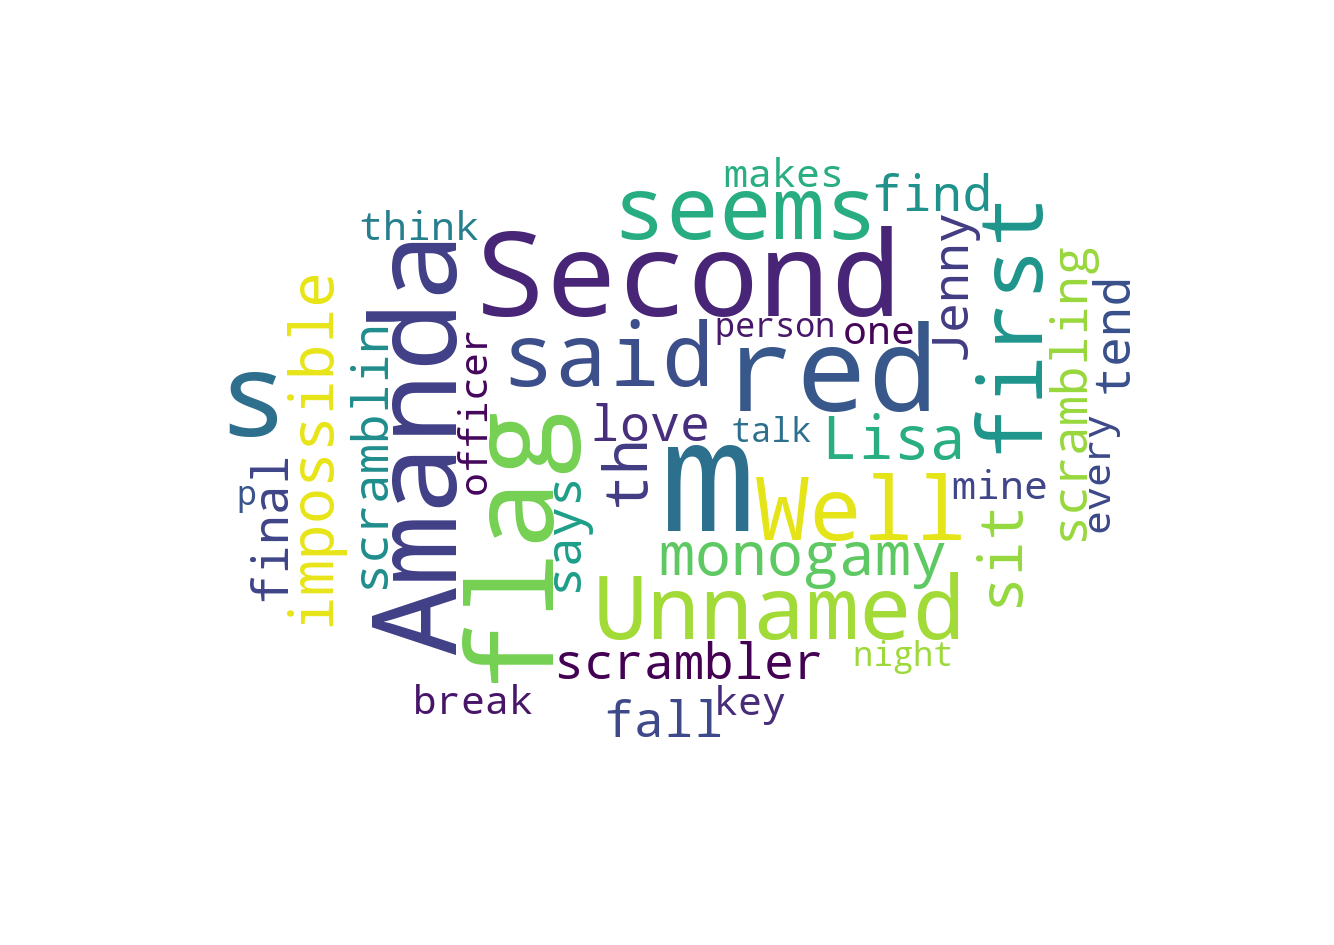 makes
seems
find
think
Second
Jenny
first
Amanda
scrambling
impossible
tend
person
one
said
red
scramblin
officer
s
love
talk
Lisa
flag
th
m
Well
mine
every
final
p
says
sit
monogamy
Unnamed
scrambler
night
break
key
fall